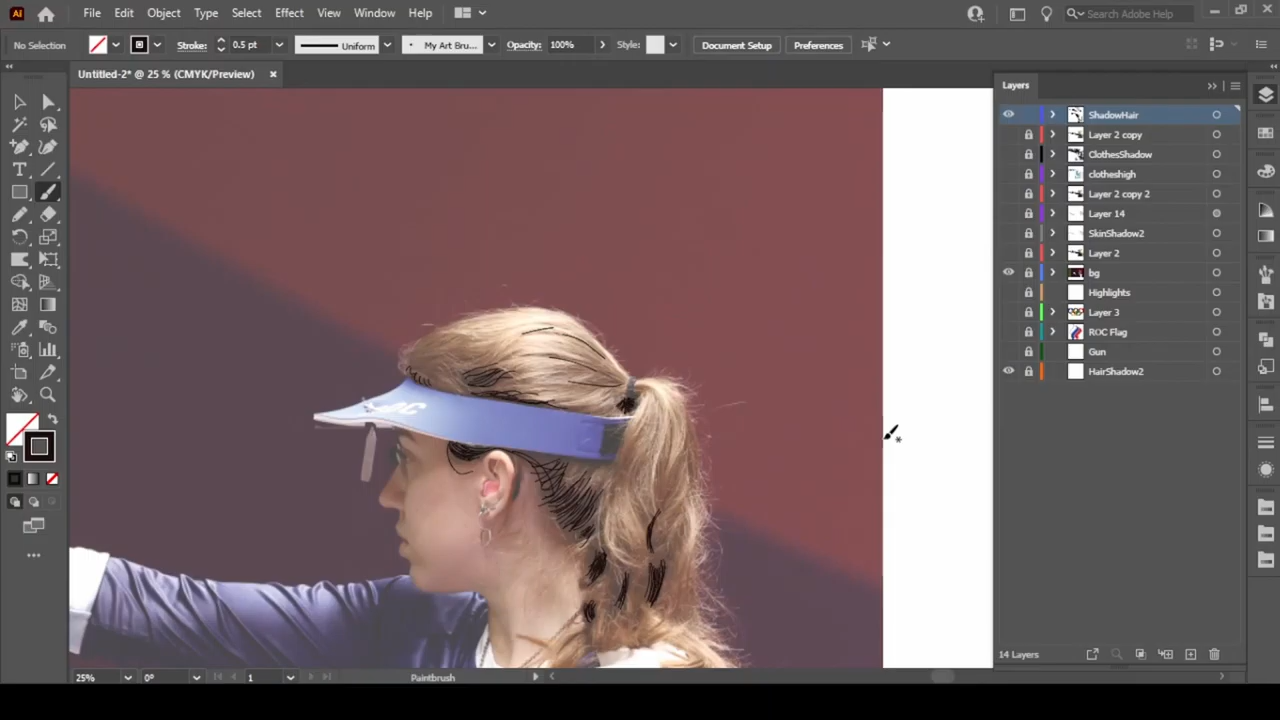 Ai File Edit Object Type Select Effect View Window Help Search Adobe Help
No Selection Stroke: 0.5 pt Uniform My Art Bru... Opacity: 100% Style: Document Setup Preferences
Untitled-2* @ 25 % (CMYK/Preview)
Layers
ShadowHair
Layer 2 copy
ClothesShadow
clotheshigh
Layer 2 copy 2
Layer 14
SkinShadow2
Layer 2
bg
Highlights
Layer 3
ROC Flag
Gun
HairShadow2
14 Layers
25% 0° 1 Paintbrush